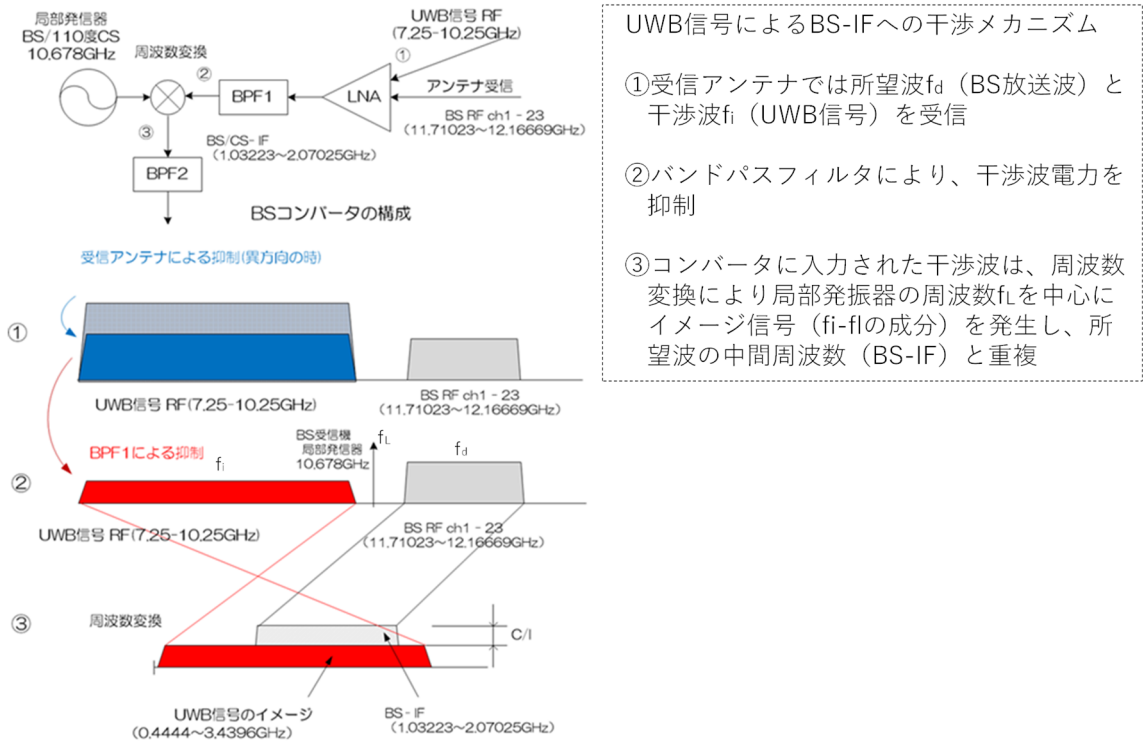 局部発信器
BS/110度CS
10.678GHz
周波数変換
UWB信号 RF
(7.25-10.25GHz)
①
②
BPF1
LNA
アンテナ受信
BS RF ch1 - 23
(11.71023~12.16669GHz)
③
BS/CS- IF
(1.03223~2.07025GHz)
BPF2
BSコンバータの構成
受信アンテナによる抑制(異方向の時)
①
UWB信号 RF(7.25-10.25GHz)
BS RF ch1 - 23
(11.71023~12.16669GHz)
BPF1による抑制
fi
BS受信機
局部発信器
10.678GHz
fL
fd
②
UWB信号 RF(7.25-10.25GHz)
BS RF ch1 - 23
(11.71023~12.16669GHz)
③
周波数変換
C/I
UWB信号のイメージ
(0.4444~3.4396GHz)
BS- IF
(1.03223~2.07025GHz)
UWB信号によるBS-IFへの干渉メカニズム
①受信アンテナでは所望波fd(BS放送波)と
干渉波fi(UWB信号)を受信
②バンドパスフィルタにより、干渉波電力を
抑制
③コンバータに入力された干渉波は、周波数
変換により局部発振器の周波数fLを中心に
イメージ信号(fi-flの成分)を発生し、所
望波の中間周波数(BS-IF)と重複